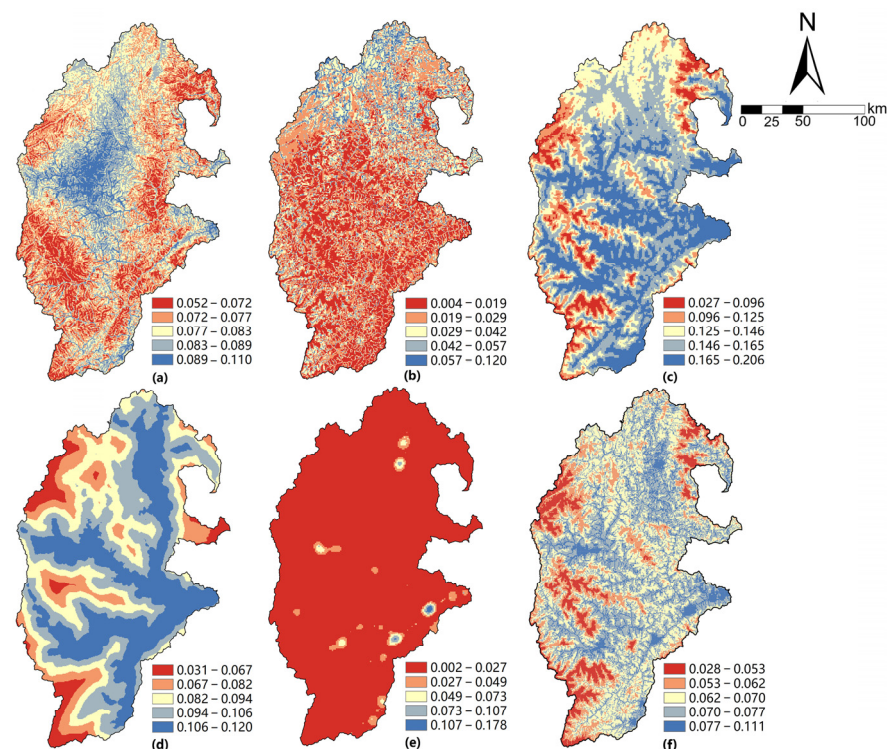 N
km
0 25 50 100
0.052 – 0.072
0.072 – 0.077
0.077 – 0.083
0.083 – 0.089
0.089 – 0.110
(a)
0.004 – 0.019
0.019 – 0.029
0.029 – 0.042
0.042 – 0.057
0.057 – 0.120
(b)
0.027 – 0.096
0.096 – 0.125
0.125 – 0.146
0.146 – 0.165
0.165 – 0.206
(c)
0.031 – 0.067
0.067 – 0.082
0.082 – 0.094
0.094 – 0.106
0.106 – 0.120
(d)
0.002 – 0.027
0.027 – 0.049
0.049 – 0.073
0.073 – 0.107
0.107 – 0.178
(e)
0.028 – 0.053
0.053 – 0.062
0.062 – 0.070
0.070 – 0.077
0.077 – 0.111
(f)